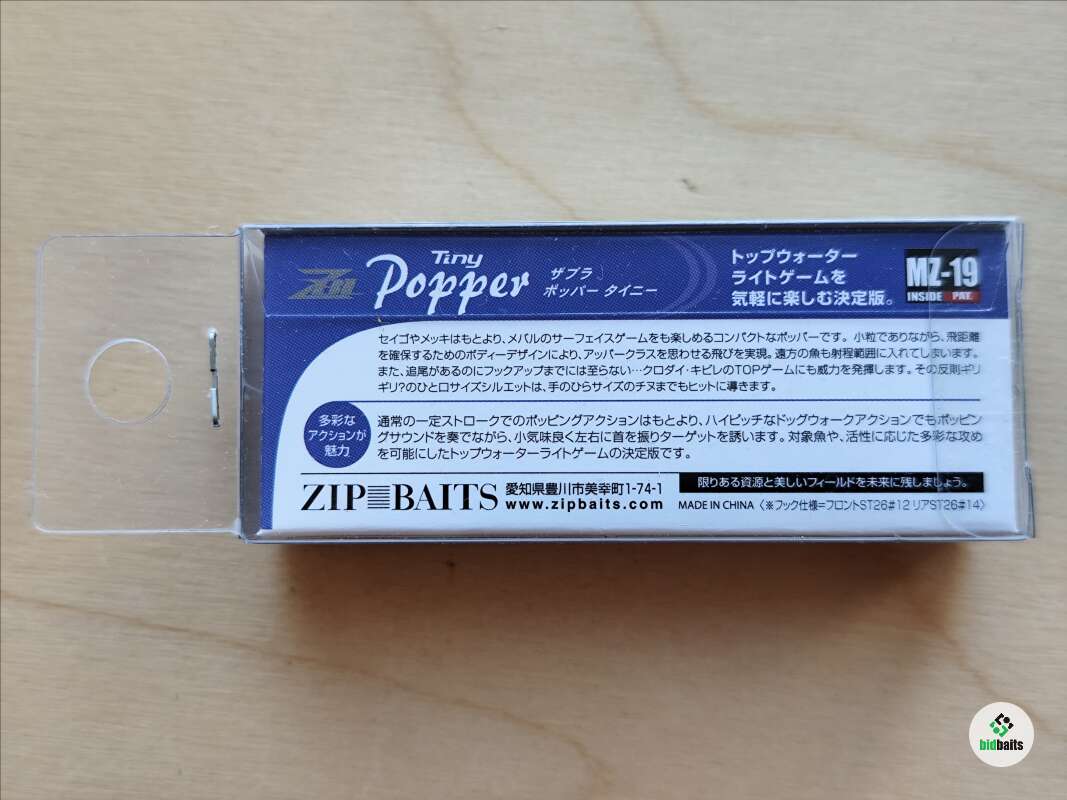 Tiny
Popper
ザブラ
ポッパー タイニー
トップウォーター
ライトゲームを
気軽に楽しむ決定版。
MZ-19
INSIDE PAT.
セイゴやメッキはもとより、メバルのサーフェイスゲームをも楽しめるコンパクトなポッパーです。小粒でありながら、飛距離
を確保するためのボディーデザインにより、アッパークラスを思わせる飛びを実現。遠方の魚も射程範囲に入れてしまいます。
また、追尾があるのにフックアップまでには至らない…クロダイ・キビレのTOPゲームにも威力を発揮します。その反則ギリ
ギリ?のひと口サイズシルエットは、手のひらサイズのチヌまでもヒットに導きます。
多彩な
アクションが
魅力
通常の一定ストロークでのポッピングアクションはもとより、ハイピッチなドッグウォークアクションでもポッピン
グサウンドを奏でながら、小気味良く左右に首を振りターゲットを誘います。対象魚や、活性に応じた多彩な攻め
を可能にしたトップウォーターライトゲームの決定版です。
ZIP BAITS
愛知県豊川市美幸町1-74-1
www.zipbaits.com
限りある資源と美しいフィールドを未来に残しましょう。
MADE IN CHINA 〈※フック仕様=フロントST26#12 リアST26#14〉
bidbaits